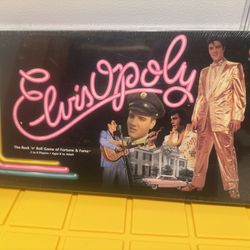 ElvisOpoly
The Rock 'n' Roll Game of Fortune & Fame
2 to 6 Players • Ages 8 to Adult